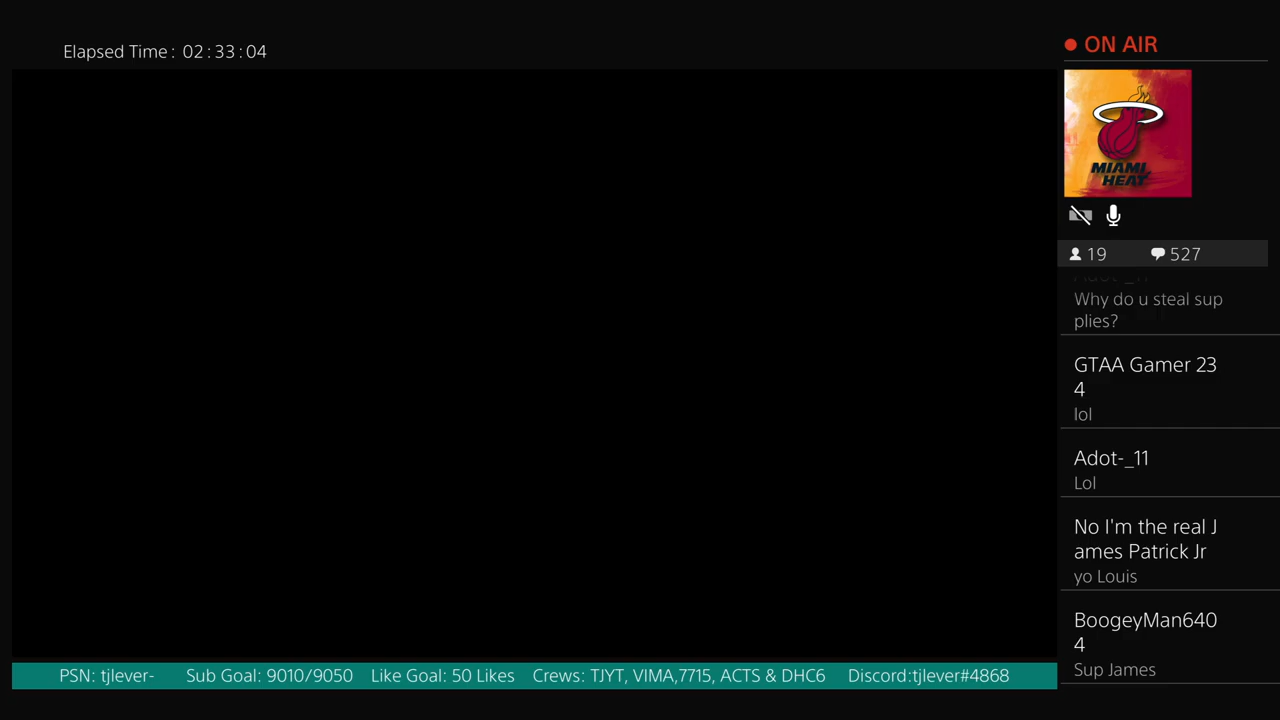 Elapsed Time: 02:33:04
ON AIR
MIAMI
HEAT
19 527
Adot-_11
Why do u steal sup
plies?
GTAA Gamer 23
4
lol
Adot-_11
Lol
No I'm the real J
ames Patrick Jr
yo Louis
BoogeyMan640
4
Sup James
PSN: tjlever- Sub Goal: 9010/9050 Like Goal: 50 Likes Crews: TJYT, VIMA,7715, ACTS & DHC6 Discord:tjlever#4868